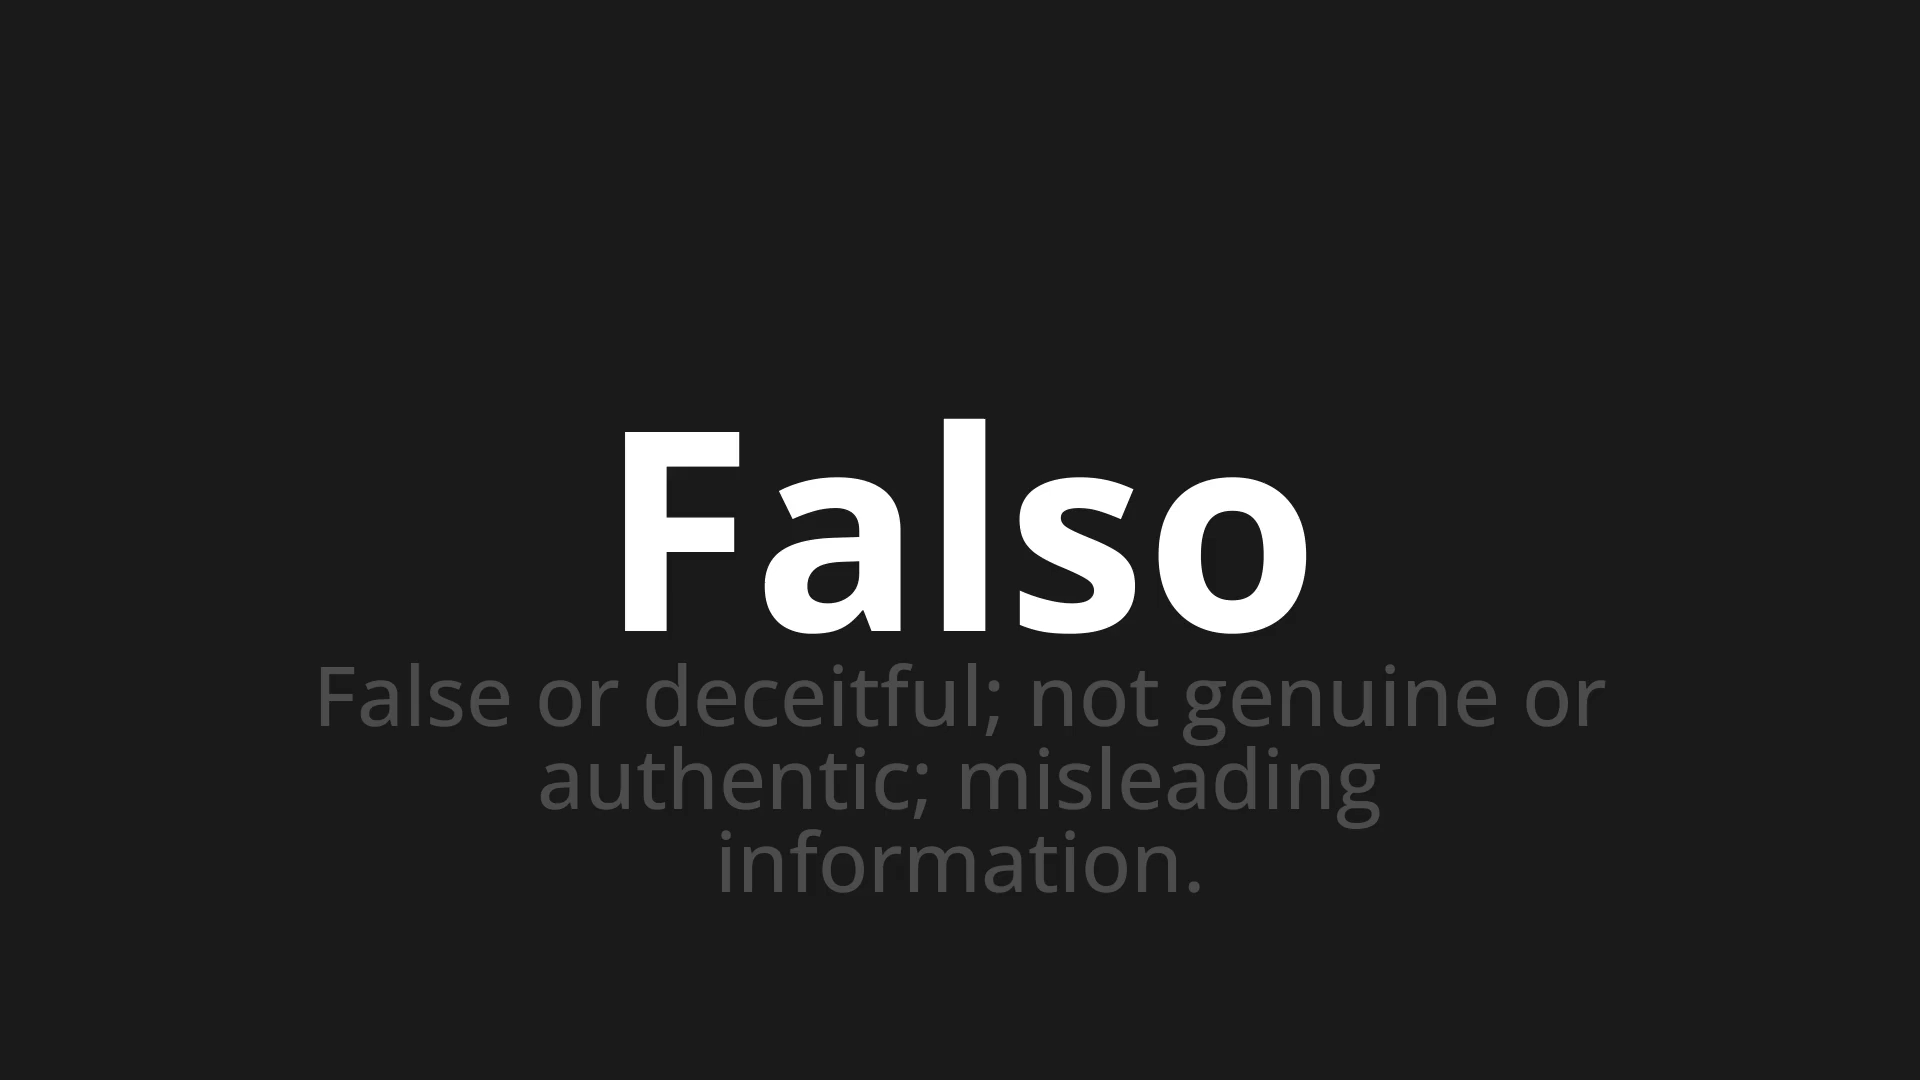 Falso
False or deceitful; not genuine or
authentic; misleading
information.